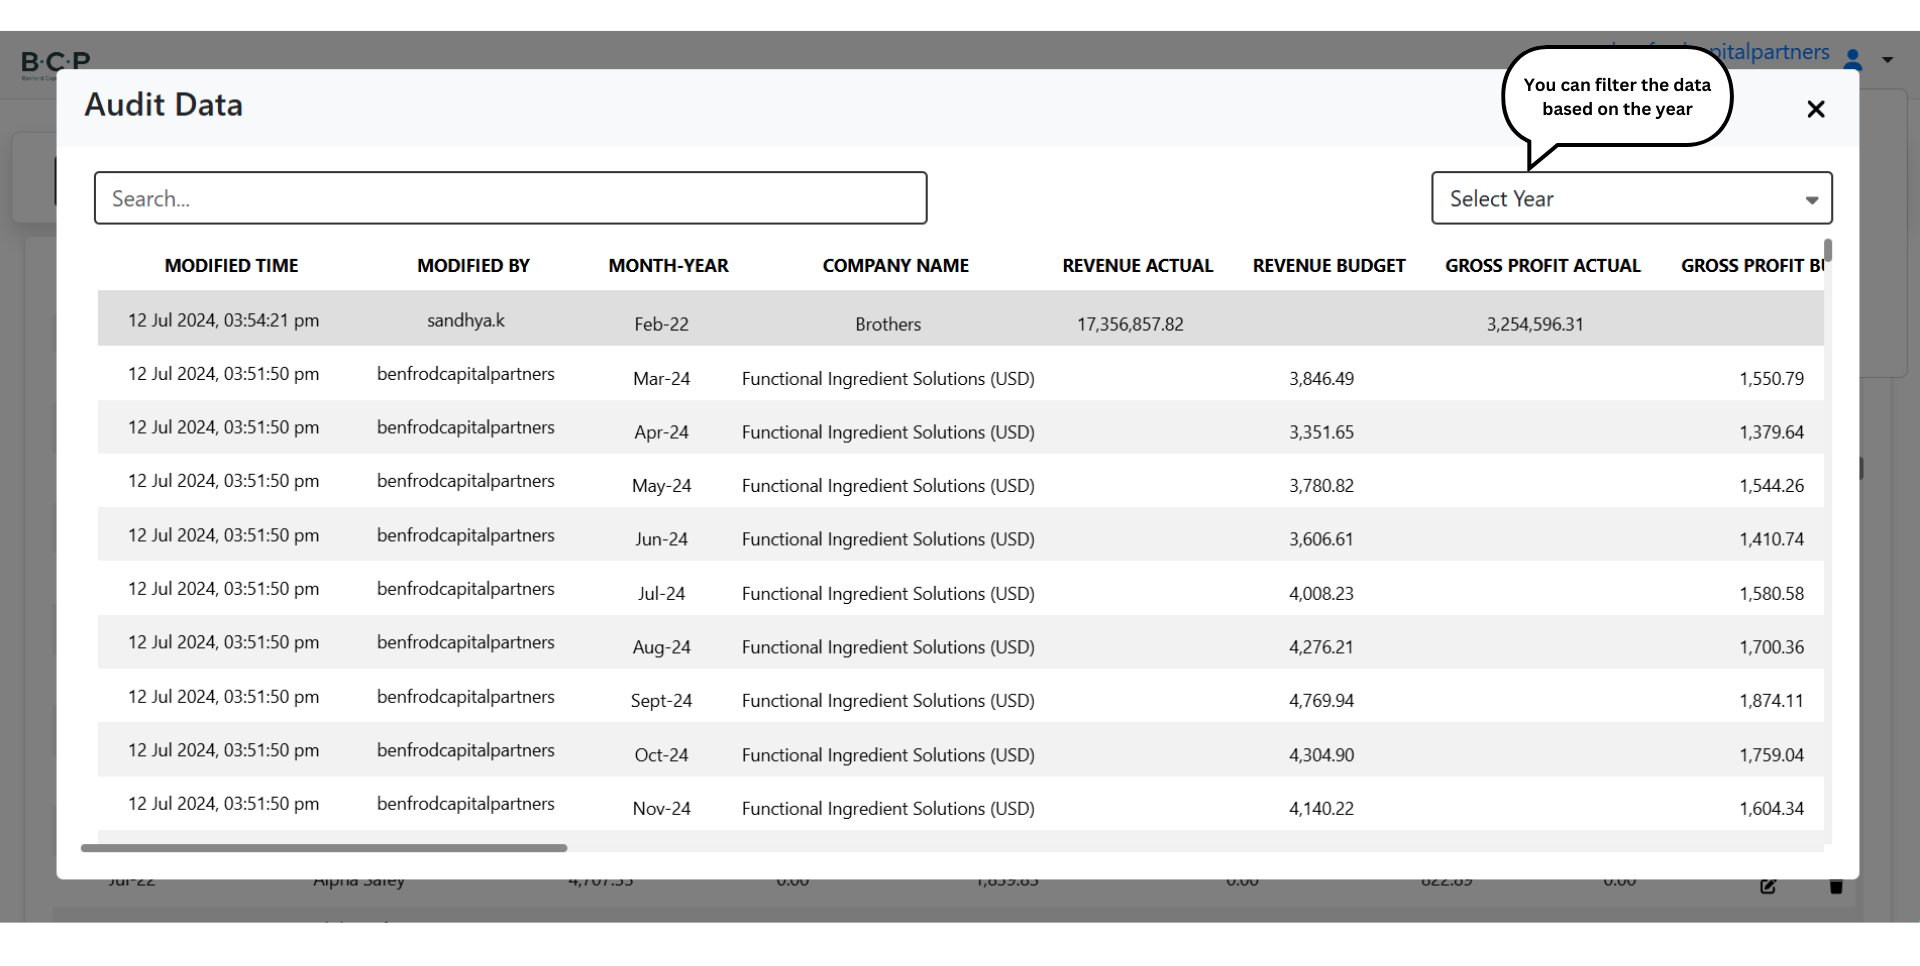 B·C·P
pitalpartners
You can filter the data
based on the year
Audit Data
Search...
Select Year
MODIFIED TIME MODIFIED BY MONTH-YEAR COMPANY NAME REVENUE ACTUAL REVENUE BUDGET GROSS PROFIT ACTUAL GROSS PROFIT BU
12 Jul 2024, 03:54:21 pm sandhya.k Feb-22 Brothers 17,356,857.82 3,254,596.31
12 Jul 2024, 03:51:50 pm benfrodcapitalpartners Mar-24 Functional Ingredient Solutions (USD) 3,846.49 1,550.79
12 Jul 2024, 03:51:50 pm benfrodcapitalpartners Apr-24 Functional Ingredient Solutions (USD) 3,351.65 1,379.64
12 Jul 2024, 03:51:50 pm benfrodcapitalpartners May-24 Functional Ingredient Solutions (USD) 3,780.82 1,544.26
12 Jul 2024, 03:51:50 pm benfrodcapitalpartners Jun-24 Functional Ingredient Solutions (USD) 3,606.61 1,410.74
12 Jul 2024, 03:51:50 pm benfrodcapitalpartners Jul-24 Functional Ingredient Solutions (USD) 4,008.23 1,580.58
12 Jul 2024, 03:51:50 pm benfrodcapitalpartners Aug-24 Functional Ingredient Solutions (USD) 4,276.21 1,700.36
12 Jul 2024, 03:51:50 pm benfrodcapitalpartners Sept-24 Functional Ingredient Solutions (USD) 4,769.94 1,874.11
12 Jul 2024, 03:51:50 pm benfrodcapitalpartners Oct-24 Functional Ingredient Solutions (USD) 4,304.90 1,759.04
12 Jul 2024, 03:51:50 pm benfrodcapitalpartners Nov-24 Functional Ingredient Solutions (USD) 4,140.22 1,604.34
Jul-22 Alpha Safey 4,707.55 0.00 1,859.85 0.00 822.89 0.00